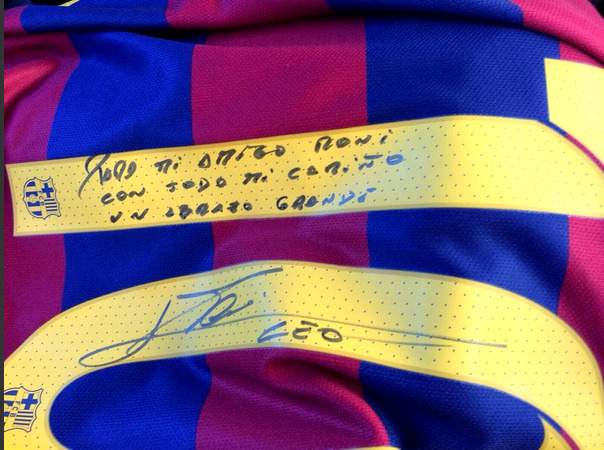 Para mi amigo Roni
con todo mi cariño
un abrazo grande
LEO